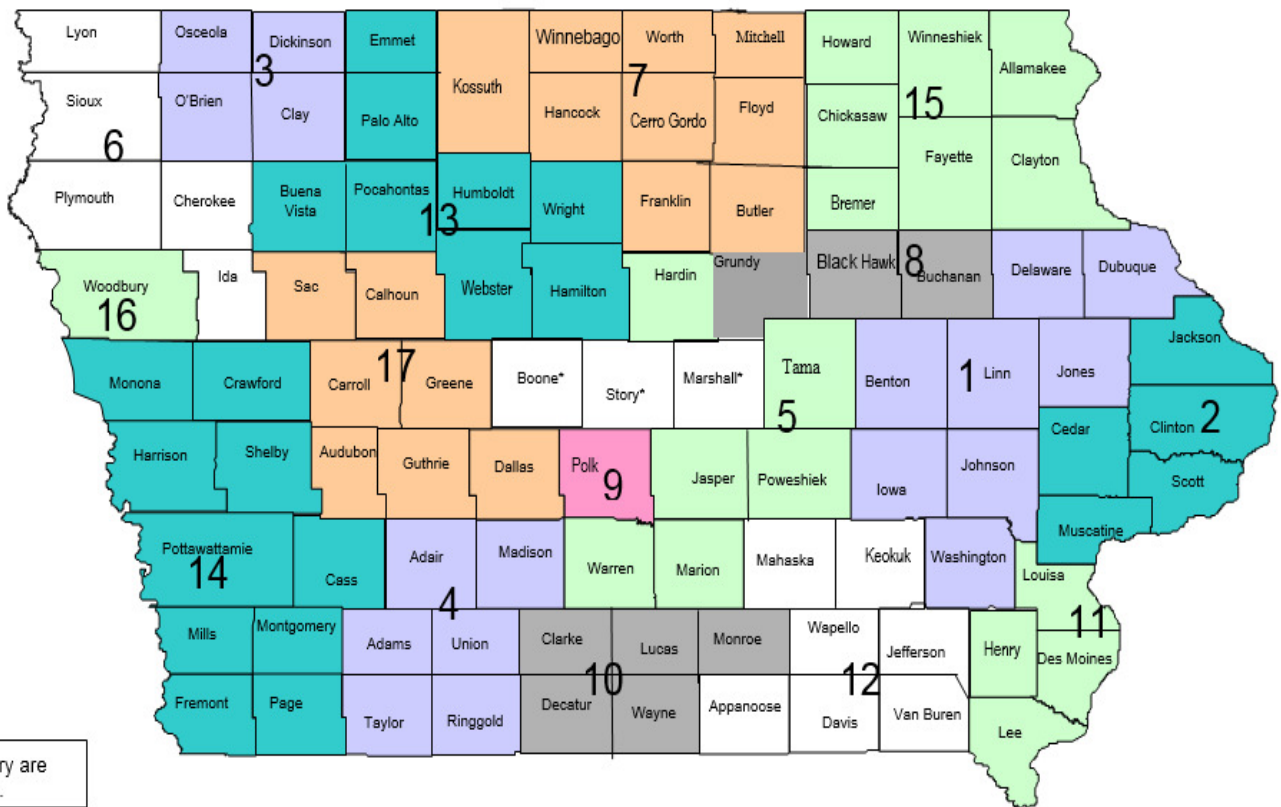 Lyon
Osceola
Dickinson
Emmet
Kossuth
Winnebago
Worth
Mitchell
Howard
Winneshiek
Allamakee
3
7
15
Sioux
O'Brien
Clay
Palo Alto
Hancock
Cerro Gordo
Floyd
Chickasaw
6
Fayette
Clayton
Plymouth
Cherokee
Buena
Vista
Pocahontas
Humboldt
Wright
Franklin
Butler
Bremer
13
Woodbury
Ida
Sac
Calhoun
Webster
Hamilton
Hardin
Grundy
Black Hawk
8
Buchanan
Delaware
Dubuque
16
Jackson
Monona
Crawford
Carroll
17
Greene
Boone*
Story*
Marshall*
Tama
Benton
1
Linn
Jones
5
Cedar
Clinton
2
Harrison
Shelby
Audubon
Guthrie
Dallas
Polk
9
Jasper
Poweshiek
Iowa
Johnson
Scott
Muscatine
Pottawattamie
14
Cass
Adair
Madison
Warren
Marion
Mahaska
Keokuk
Washington
Louisa
4
11
Mills
Montgomery
Adams
Union
Clarke
Lucas
Monroe
Wapello
Jefferson
Henry
Des Moines
10
12
Fremont
Page
Taylor
Ringgold
Decatur
Wayne
Appanoose
Davis
Van Buren
Lee
ry are
.